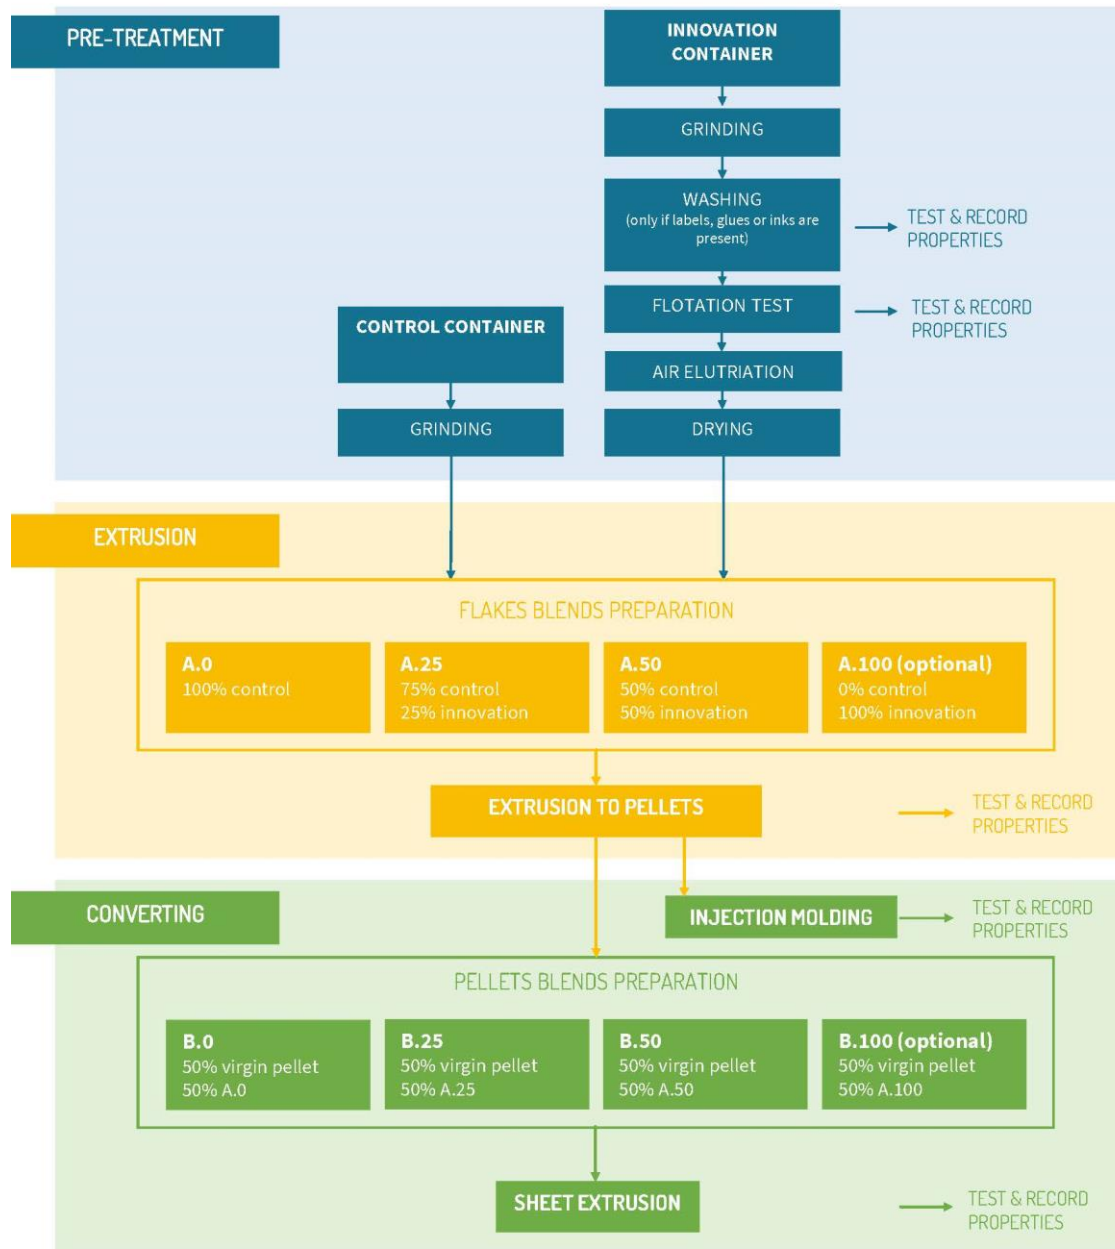 PRE-TREATMENT
INNOVATION
CONTAINER
GRINDING
WASHING
(only if labels, glues or inks are
present)
TEST & RECORD
PROPERTIES
FLOTATION TEST
TEST & RECORD
PROPERTIES
CONTROL CONTAINER
AIR ELUTRIATION
GRINDING
DRYING
EXTRUSION
FLAKES BLENDS PREPARATION
A.0
100% control
A.25
75% control
25% innovation
A.50
50% control
50% innovation
A.100 (optional)
0% control
100% innovation
EXTRUSION TO PELLETS
TEST & RECORD
PROPERTIES
CONVERTING
INJECTION MOLDING
TEST & RECORD
PROPERTIES
PELLETS BLENDS PREPARATION
B.0
50% virgin pellet
50% A.0
B.25
50% virgin pellet
50% A.25
B.50
50% virgin pellet
50% A.50
B.100 (optional)
50% virgin pellet
50% A.100
SHEET EXTRUSION
TEST & RECORD
PROPERTIES